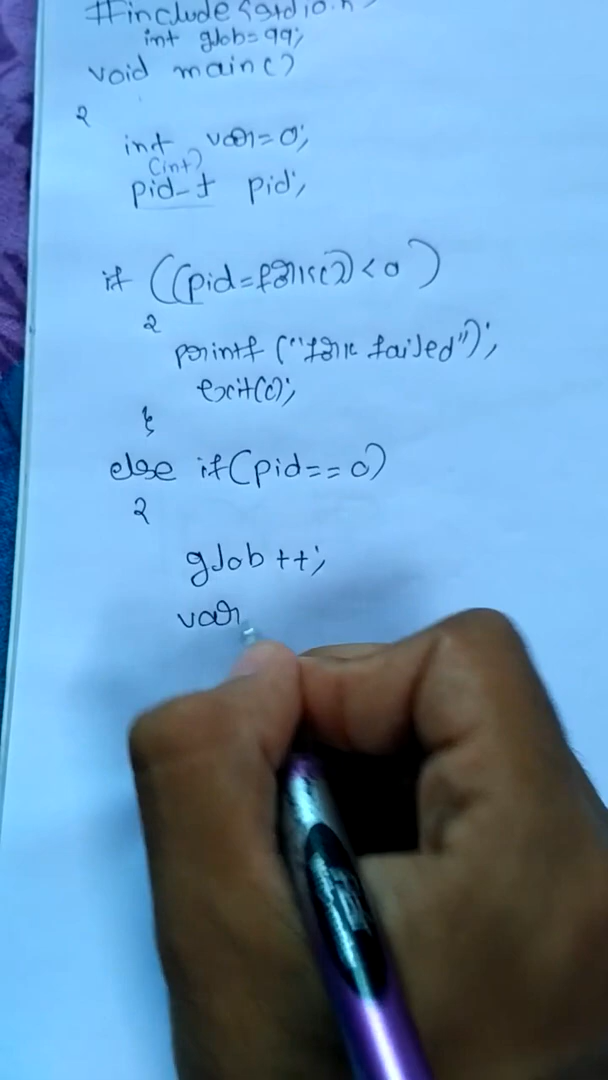 #include<stdio.h>
int glob=99;
void main()
{
int var=0;
(int)
pid_t pid;
if ((pid=fork())<0)
{
printf ("fork failed");
exit(0);
}
else if(pid==0)
{
glob++;
var